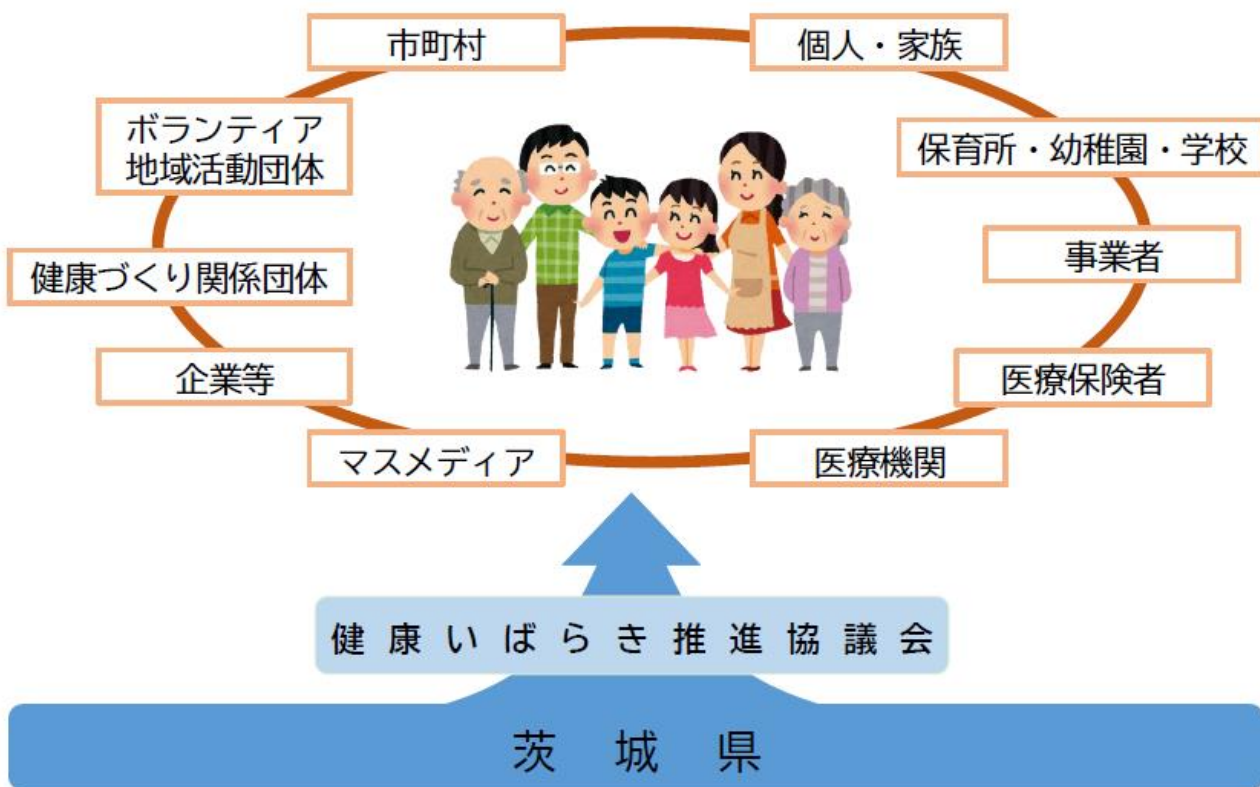 市町村
個人・家族
ボランティア
地域活動団体
保育所・幼稚園・学校
健康づくり関係団体
事業者
企業等
医療保険者
マスメディア
医療機関
健康いばらき推進協議会
茨城県